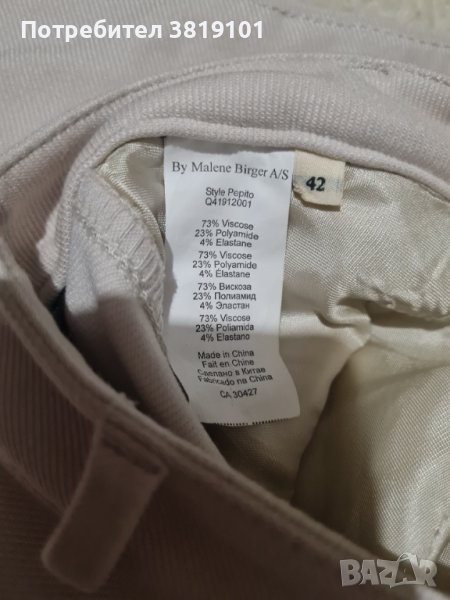 Потребител 3819101
By Malene Birger A/S
42
Style Pepito
Q41912001
73% Viscose
23% Polyamide
4% Elastane
73% Viscose
23% Polyamide
4% Elastane
73% Вискоза
23% Полиамид
4% Эластан
73% Viscose
23% Poliamida
4% Elastano
Made in China
Fait en Chine
Сделано в Китае
Fabricado na China
CA 30427
BAZAR